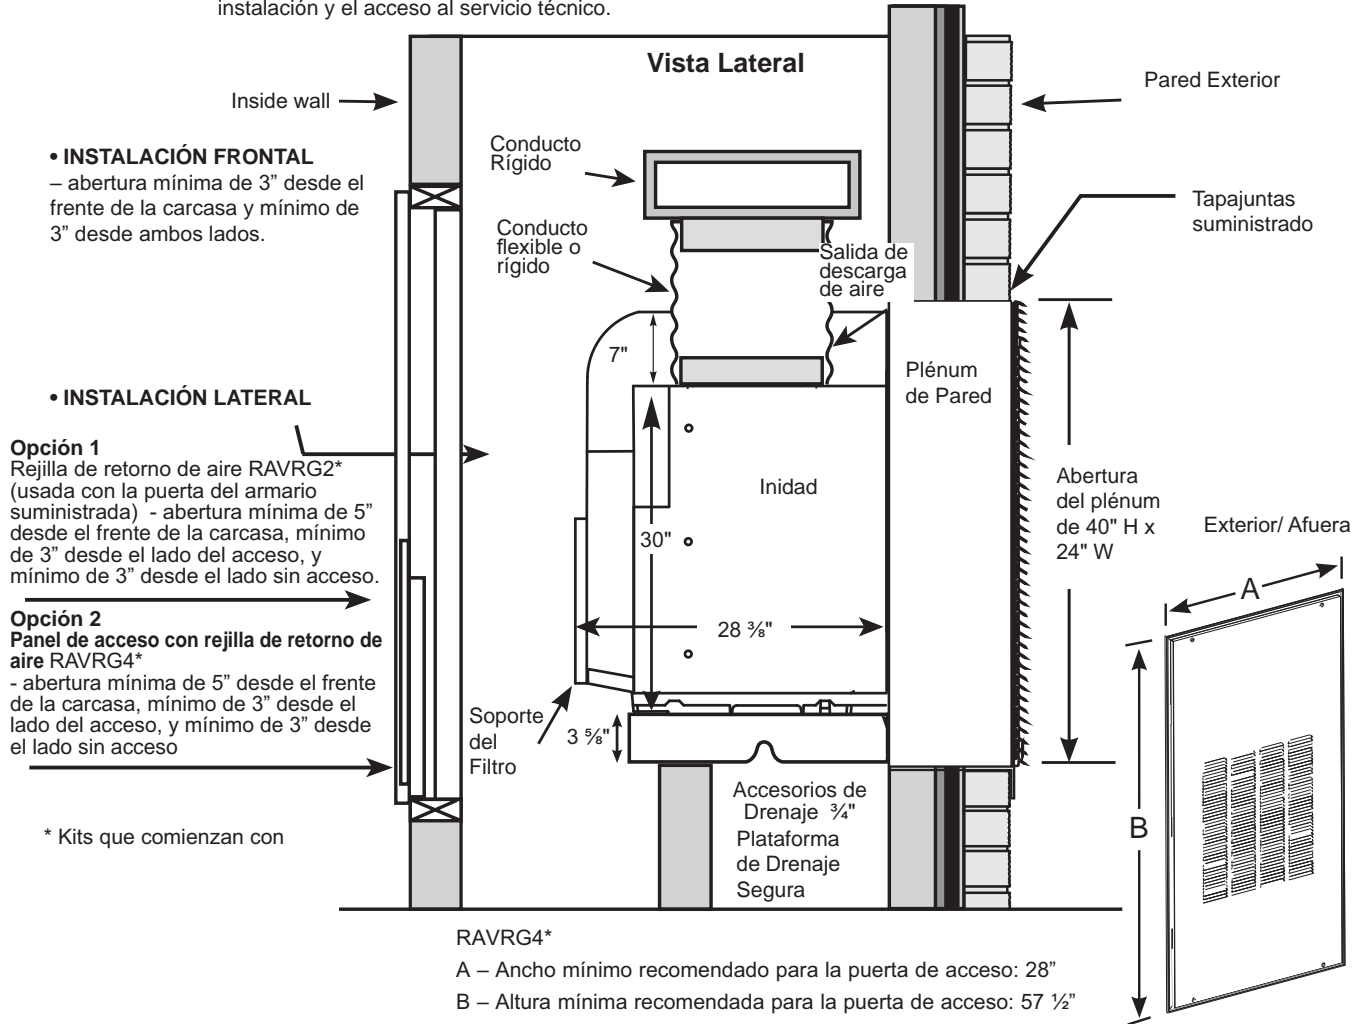 instalación y el acceso al servicio técnico.
Vista Lateral
Inside wall
Pared Exterior
• INSTALACIÓN FRONTAL
– abertura mínima de 3” desde el
frente de la carcasa y mínimo de
3” desde ambos lados.
Conducto
Rígido
Conducto
flexible o
rígido
Salida de
descarga
de aire
Tapajuntas
suministrado
7"
Plénum
de Pared
• INSTALACIÓN LATERAL
Opción 1
Rejilla de retorno de aire RAVRG2*
(usada con la puerta del armario
suministrada) - abertura mínima de 5”
desde el frente de la carcasa, mínimo
de 3” desde el lado del acceso, y
mínimo de 3” desde el lado sin acceso.
Opción 2
Panel de acceso con rejilla de retorno de
aire RAVRG4*
- abertura mínima de 5” desde el frente
de la carcasa, mínimo de 3” desde el
lado del acceso, y mínimo de 3” desde
el lado sin acceso
* Kits que comienzan con
Inidad
30"
28 ⅜"
Abertura
del plénum
de 40" H x
24" W
Exterior/ Afuera
A
B
Soporte
del
Filtro
3 ⅝"
Accesorios de
Drenaje ¾"
Plataforma
de Drenaje
Segura
RAVRG4*
A – Ancho mínimo recomendado para la puerta de acceso: 28”
B – Altura mínima recomendada para la puerta de acceso: 57 ½”